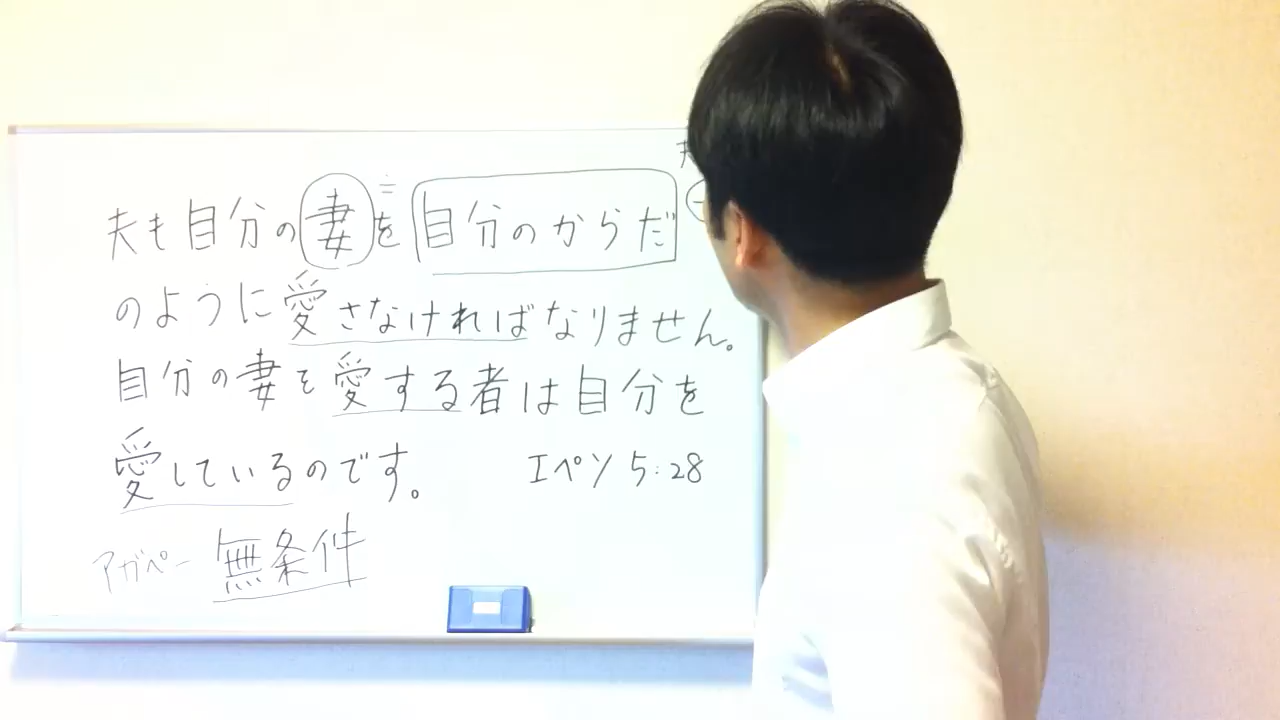 夫も自分の妻を自分のからだ
のように愛さなければなりません。
自分の妻を愛する者は自分を
愛しているのです。 エペソ 5:28
アガペー 無条件